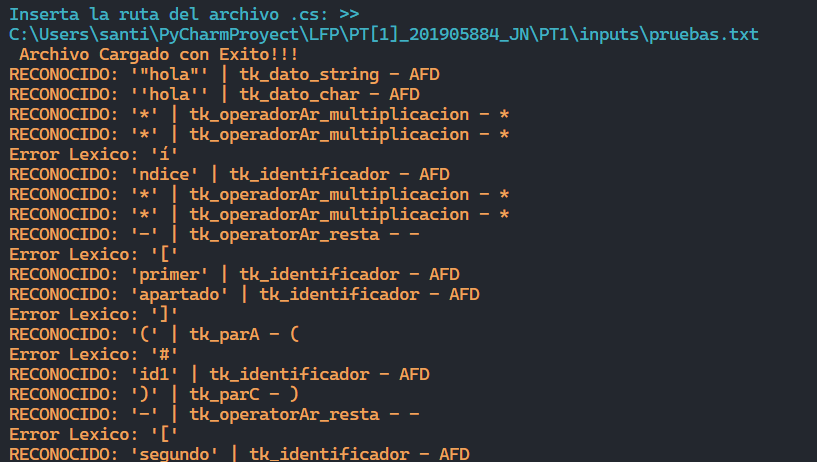 Inserta la ruta del archivo .cs: >>
C:\Users\santi\PyCharmProyect\LFP\PT[1]_201905884_JN\PT1\inputs\pruebas.txt
Archivo Cargado con Exito!!!
RECONOCIDO: '"hola"' | tk_dato_string - AFD
RECONOCIDO: ''hola'' | tk_dato_char - AFD
RECONOCIDO: '*' | tk_operadorAr_multiplicacion - *
RECONOCIDO: '*' | tk_operadorAr_multiplicacion - *
Error Lexico: 'í'
RECONOCIDO: 'ndice' | tk_identificador - AFD
RECONOCIDO: '*' | tk_operadorAr_multiplicacion - *
RECONOCIDO: '*' | tk_operadorAr_multiplicacion - *
RECONOCIDO: '-' | tk_operatorAr_resta - -
Error Lexico: '['
RECONOCIDO: 'primer' | tk_identificador - AFD
RECONOCIDO: 'apartado' | tk_identificador - AFD
Error Lexico: ']'
RECONOCIDO: '(' | tk_parA - (
Error Lexico: '#'
RECONOCIDO: 'id1' | tk_identificador - AFD
RECONOCIDO: ')' | tk_parC - )
RECONOCIDO: '-' | tk_operatorAr_resta - -
Error Lexico: '['
RECONOCIDO: 'segundo' | tk_identificador - AFD